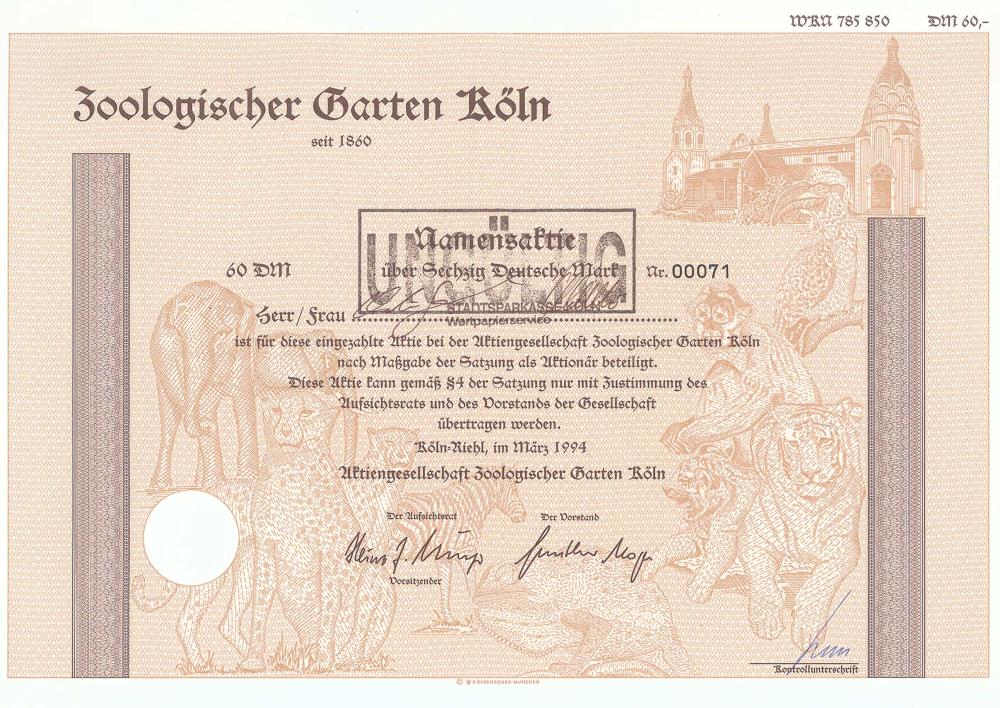 WKN 785 850 DM 60,-
Zoologischer Garten Köln
seit 1860
UNGÜLTIG
Namensaktie
60 DM über Sechzig Deutsche Mark Nr. 00071
STADTSPARKASSE KÖLN
Wertpapierservice
Herr/Frau
ist für diese eingezahlte Aktie bei der Aktiengesellschaft Zoologischer Garten Köln
nach Maßgabe der Satzung als Aktionär beteiligt.
Diese Aktie kann gemäß §4 der Satzung nur mit Zustimmung des
Aufsichtsrats und des Vorstands der Gesellschaft
übertragen werden.
Köln-Riehl, im März 1994
Aktiengesellschaft Zoologischer Garten Köln
Der Aufsichtsrat Der Vorstand
Vorsitzender
Kontrollunterschrift
© R·OLDENBOURG·MÜNCHEN